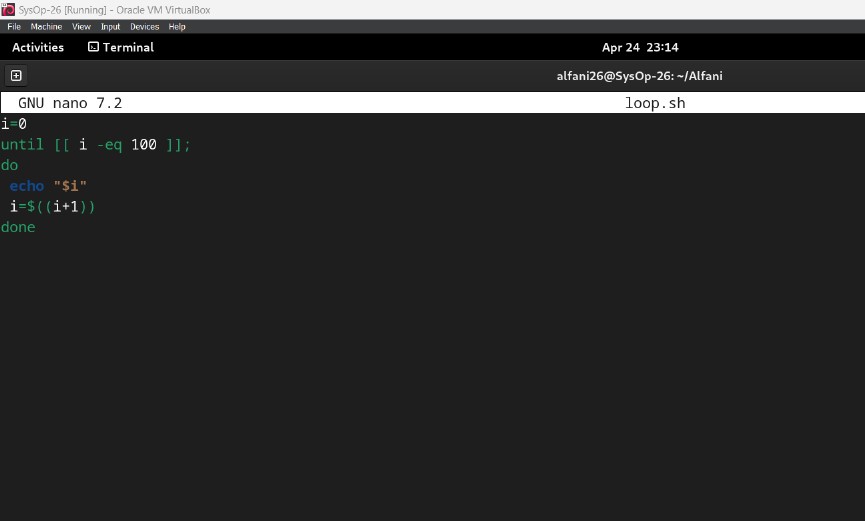 SysOp-26 [Running] - Oracle VM VirtualBox
File Machine View Input Devices Help
Activities Terminal Apr 24 23:14
alfani26@SysOp-26: ~/Alfani
GNU nano 7.2 loop.sh
i=0
until [[ i -eq 100 ]];
do
 echo "$i"
 i=$((i+1))
done